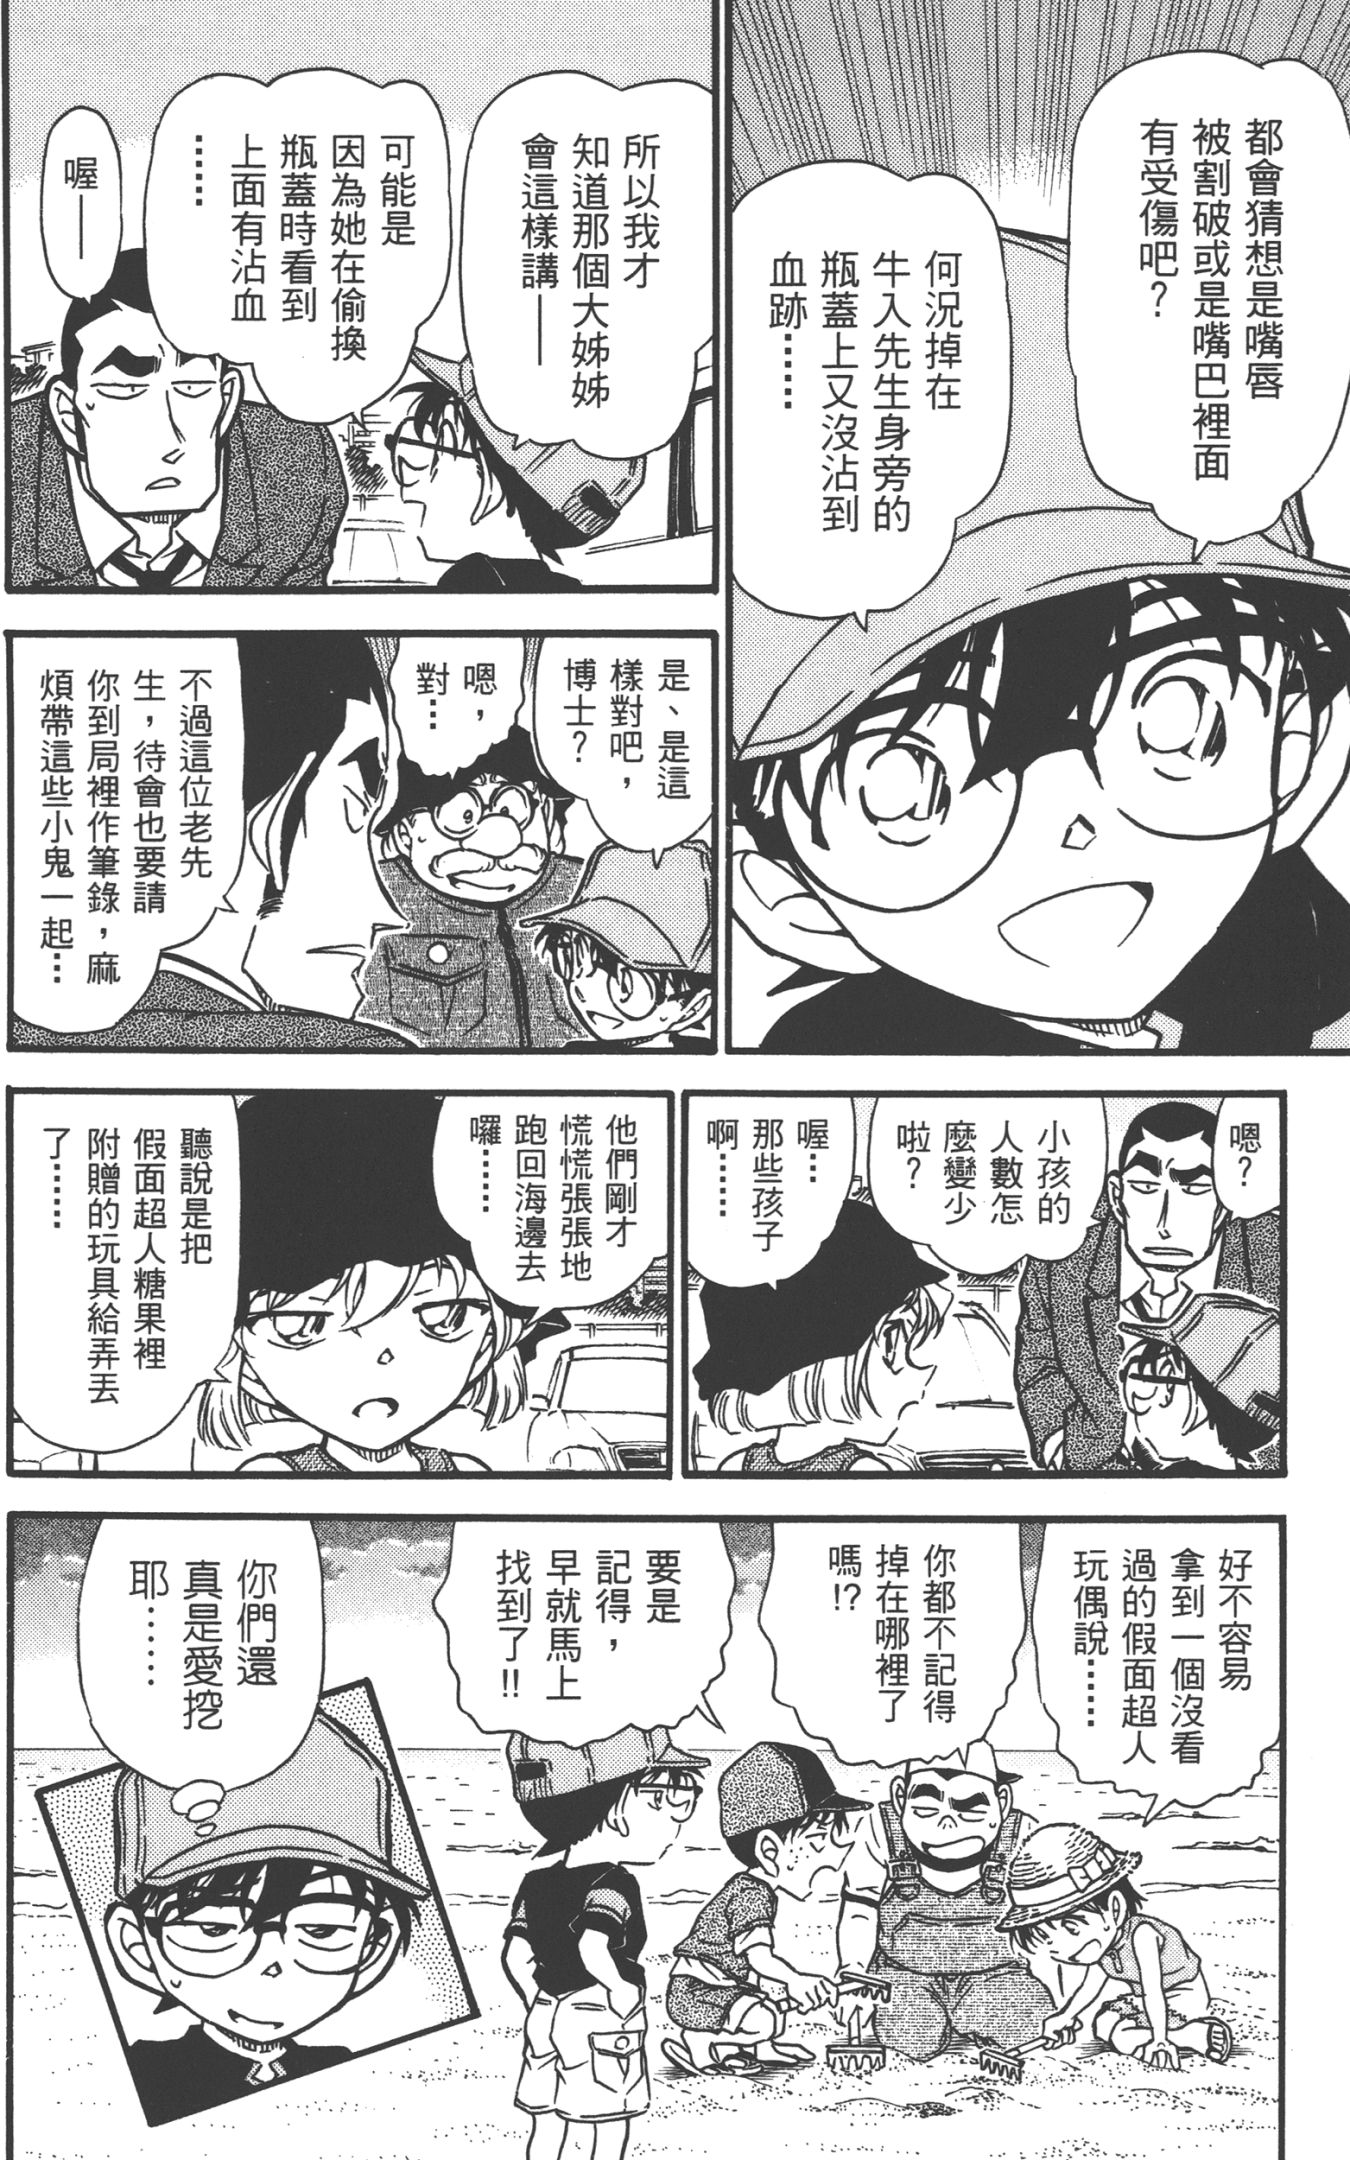 都會猜想是嘴唇
被割破或是嘴巴裡面
有受傷吧？
何況掉在
牛入先生身旁的
瓶蓋上又沒沾到
血跡……
所以我才
知道那個大姊姊
會這樣講——
可能是
因為她在偷換
瓶蓋時看到
上面有沾血
……
喔——
是、是這
樣對吧，
博士？
嗯，
對…
不過這位老先
生，待會也要請
你到局裡作筆錄，麻
煩帶這些小鬼一起…
嗯？
小孩的
人數怎
麼變少
啦？
喔…
那些孩子
啊……
他們剛才
慌慌張張地
跑回海邊去
囉……
聽說是把
假面超人糖果裡
附贈的玩具給弄丟
了……
好不容易
拿到一個沒看
過的假面超人
玩偶說……
你都不記得
掉在哪裡了
嗎!?
要是
記得，
早就馬上
找到了!!
你們還
真是愛挖
耶……